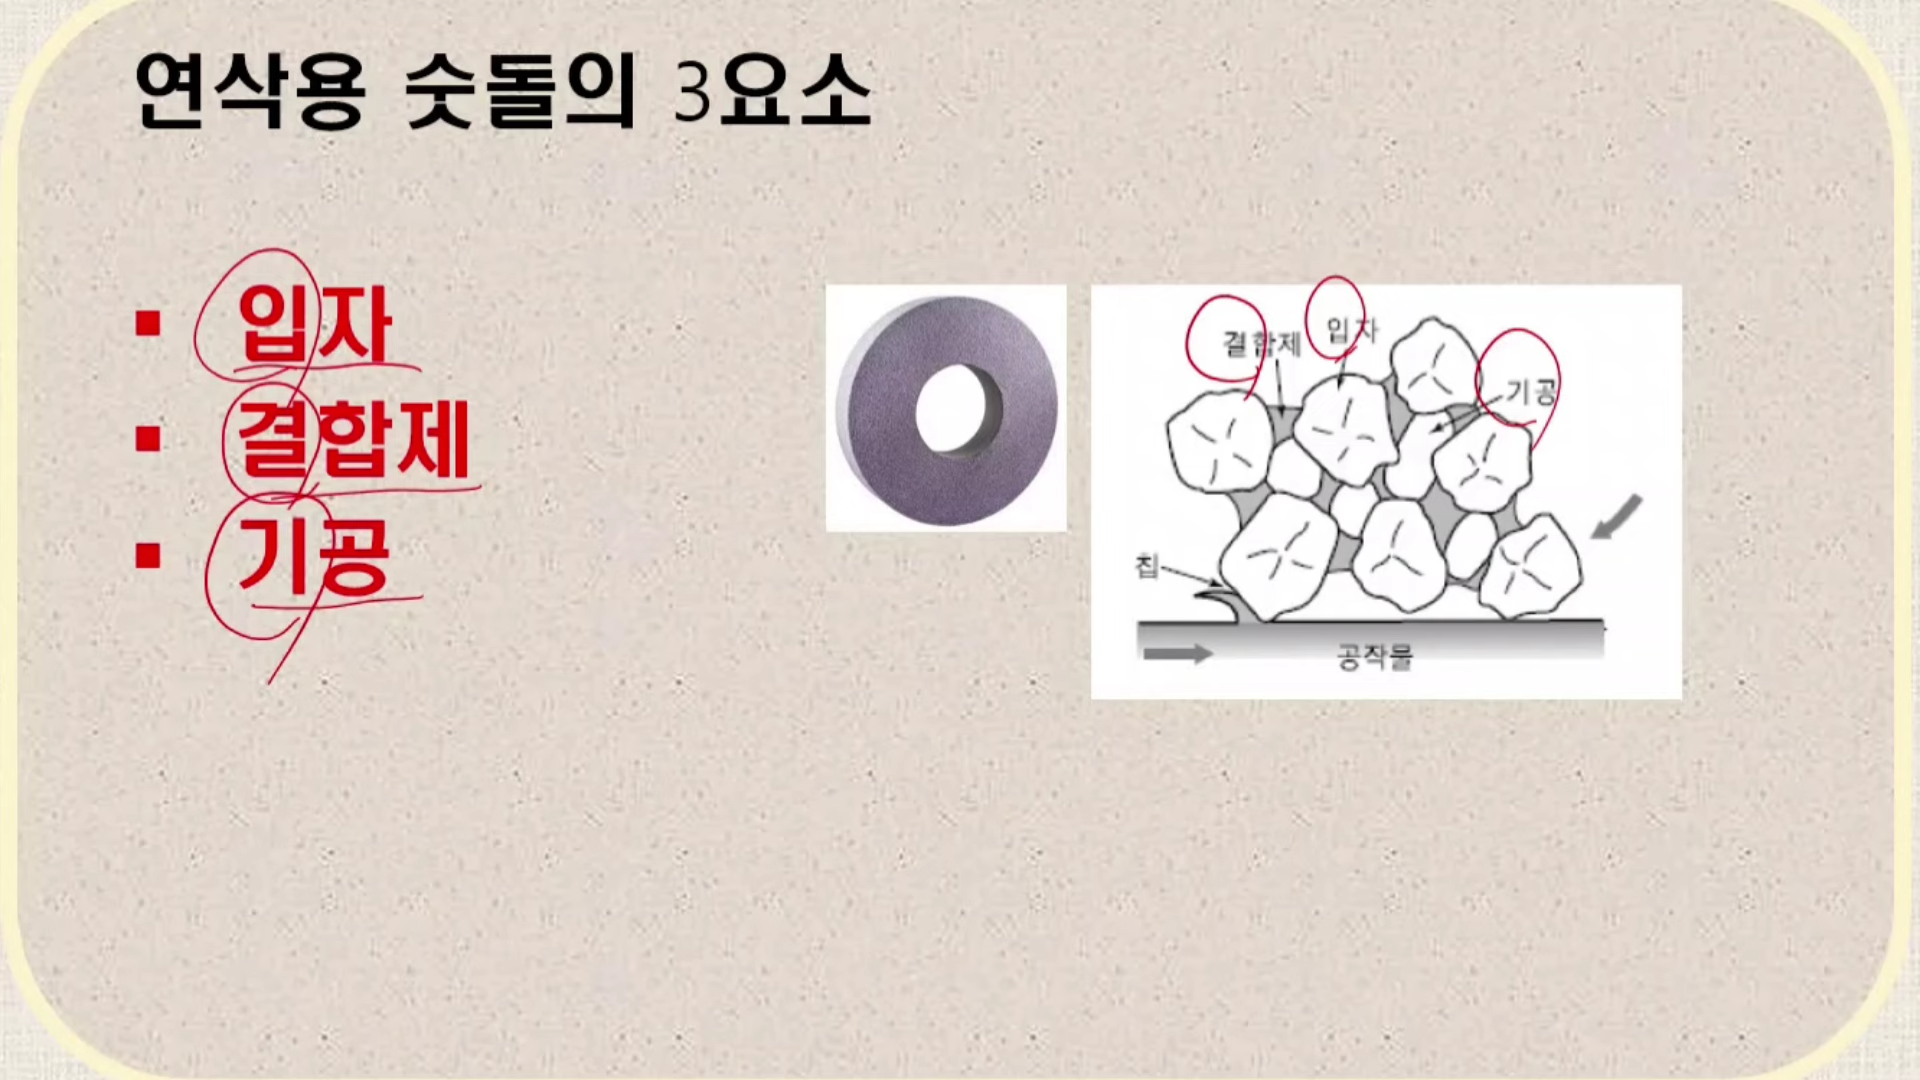 연삭용 숫돌의 3요소
▪ 입자
▪ 결합제
▪ 기공
결합제
입자
기공
칩
공작물